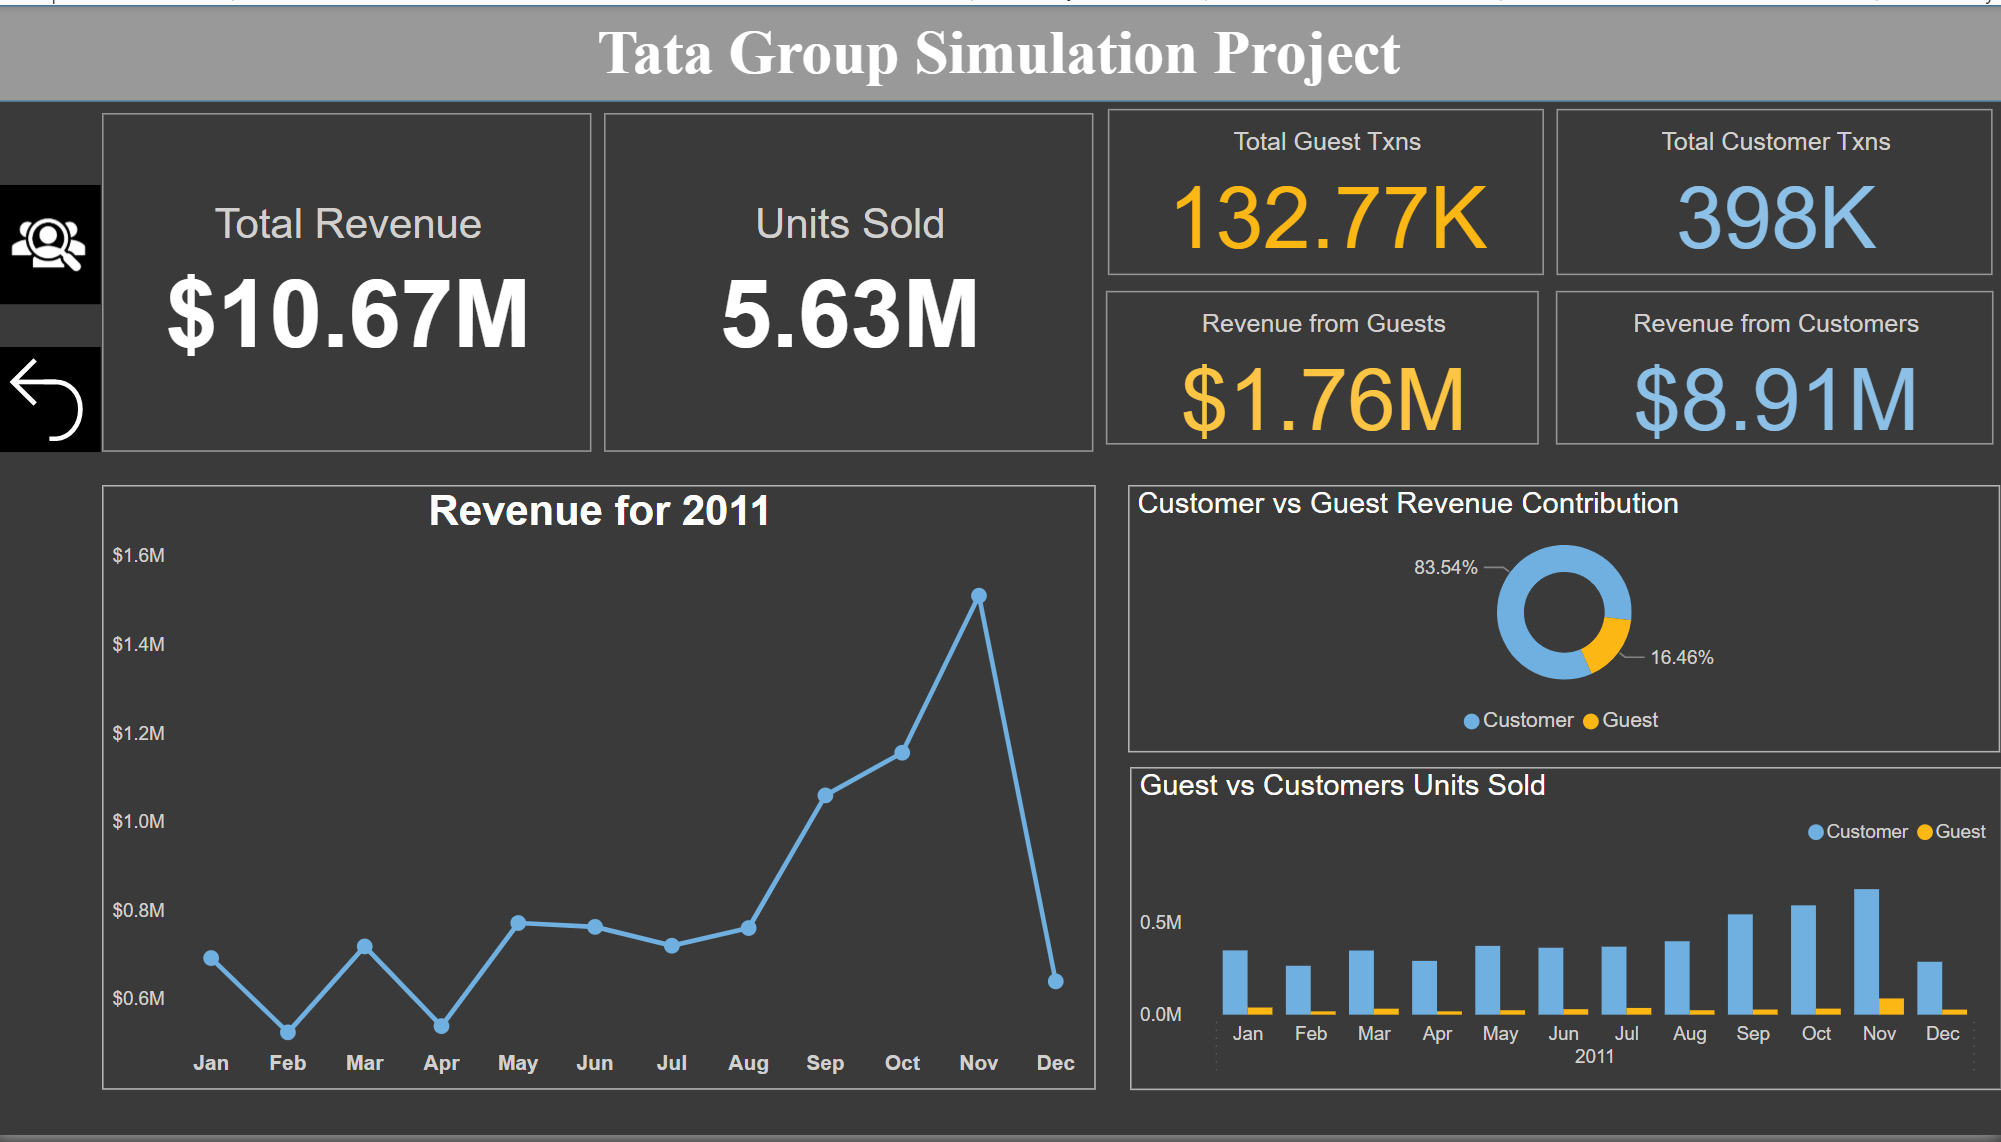 Tata Group Simulation Project
Total Revenue
$10.67M
Units Sold
5.63M
Total Guest Txns
132.77K
Total Customer Txns
398K
Revenue from Guests
$1.76M
Revenue from Customers
$8.91M
Revenue for 2011
$1.6M
$1.4M
$1.2M
$1.0M
$0.8M
$0.6M
Jan Feb Mar Apr May Jun Jul Aug Sep Oct Nov Dec
Customer vs Guest Revenue Contribution
83.54%
16.46%
Customer Guest
Guest vs Customers Units Sold
Customer Guest
0.5M
0.0M
Jan Feb Mar Apr May Jun Jul Aug Sep Oct Nov Dec
2011